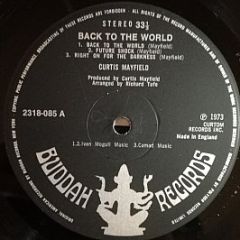 STEREO 33⅓
BACK TO THE WORLD
1. BACK TO THE WORLD (Mayfield)
2. FUTURE SHOCK (Mayfield)
3. RIGHT ON FOR THE DARKNESS (Mayfield)
CURTIS MAYFIELD
Produced by Curtis Mayfield
Arranged by Richard Tufo
2318-085 A
℗ 1973
CURTOM
RECORDS INC.
Made in England
1.3. Ivan Mogull Music
2. Camad Music
BUDDAH RECORDS